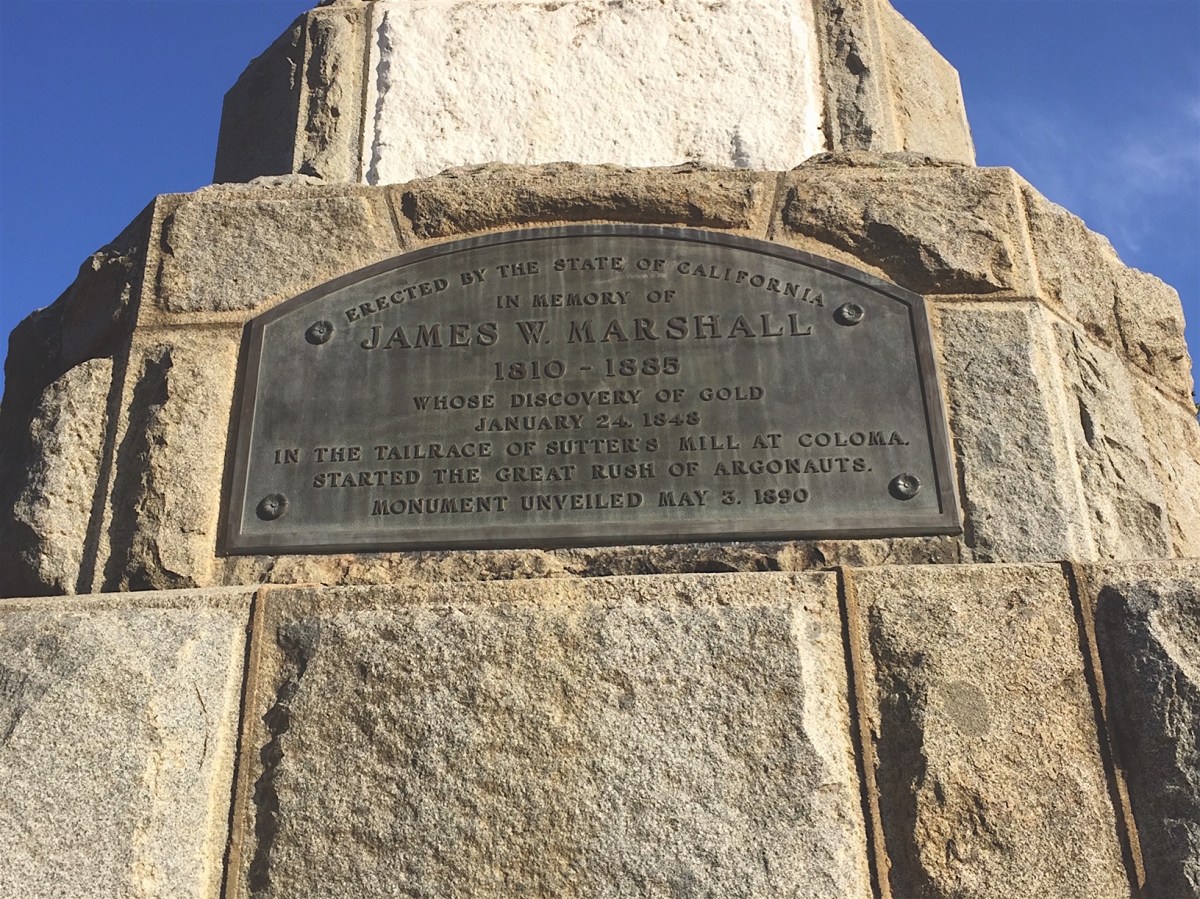 ERECTED BY THE STATE OF CALIFORNIA
IN MEMORY OF
JAMES W. MARSHALL
1810 - 1885
WHOSE DISCOVERY OF GOLD
JANUARY 24, 1848
IN THE TAILRACE OF SUTTER'S MILL AT COLOMA,
STARTED THE GREAT RUSH OF ARGONAUTS.
MONUMENT UNVEILED MAY 3, 1890